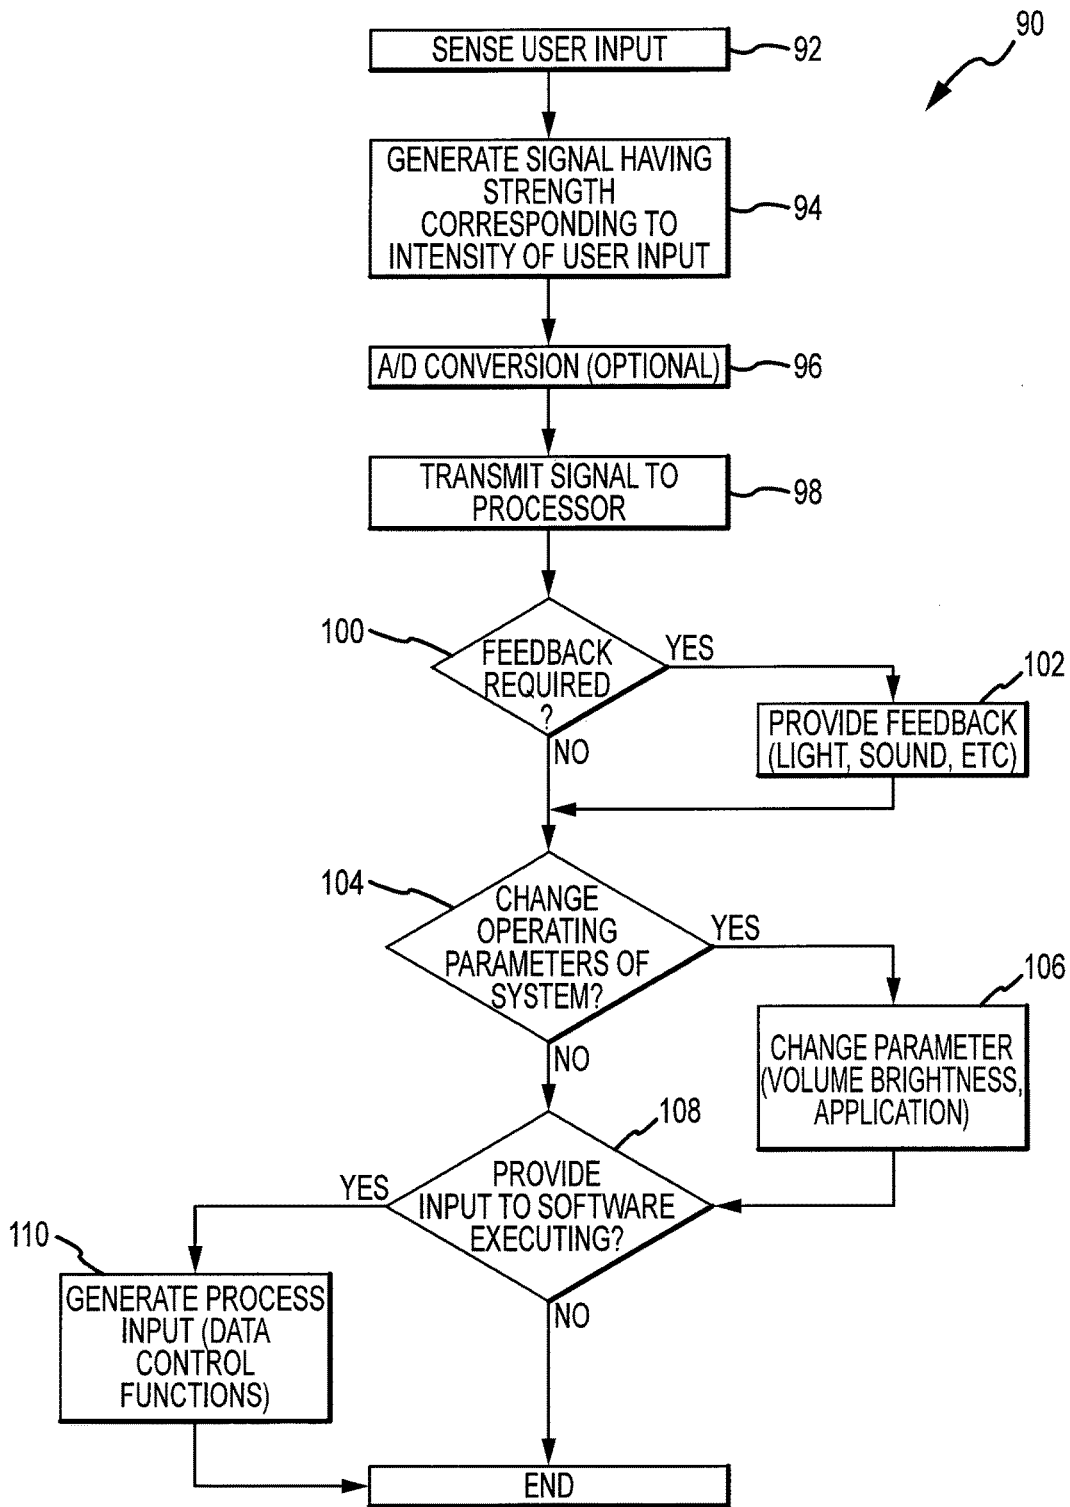 90
SENSE USER INPUT
92
GENERATE SIGNAL HAVING
STRENGTH
CORRESPONDING TO
INTENSITY OF USER INPUT
94
A/D CONVERSION (OPTIONAL)
96
TRANSMIT SIGNAL TO
PROCESSOR
98
100
FEEDBACK
REQUIRED
?
YES
NO
102
PROVIDE FEEDBACK
(LIGHT, SOUND, ETC)
104
CHANGE
OPERATING
PARAMETERS OF
SYSTEM?
YES
NO
106
CHANGE PARAMETER
(VOLUME BRIGHTNESS,
APPLICATION)
108
PROVIDE
INPUT TO SOFTWARE
EXECUTING?
YES
NO
110
GENERATE PROCESS
INPUT (DATA
CONTROL
FUNCTIONS)
END